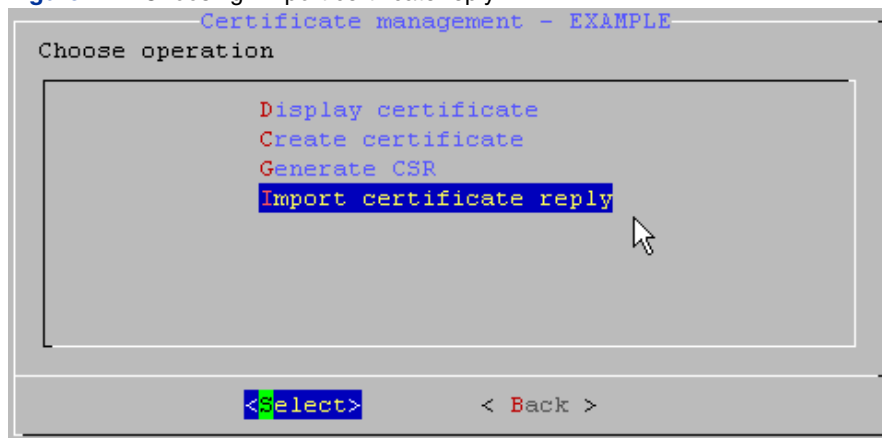 Certificate management - EXAMPLE
Choose operation
Display certificate
Create certificate
Generate CSR
Import certificate reply
<Select> < Back >